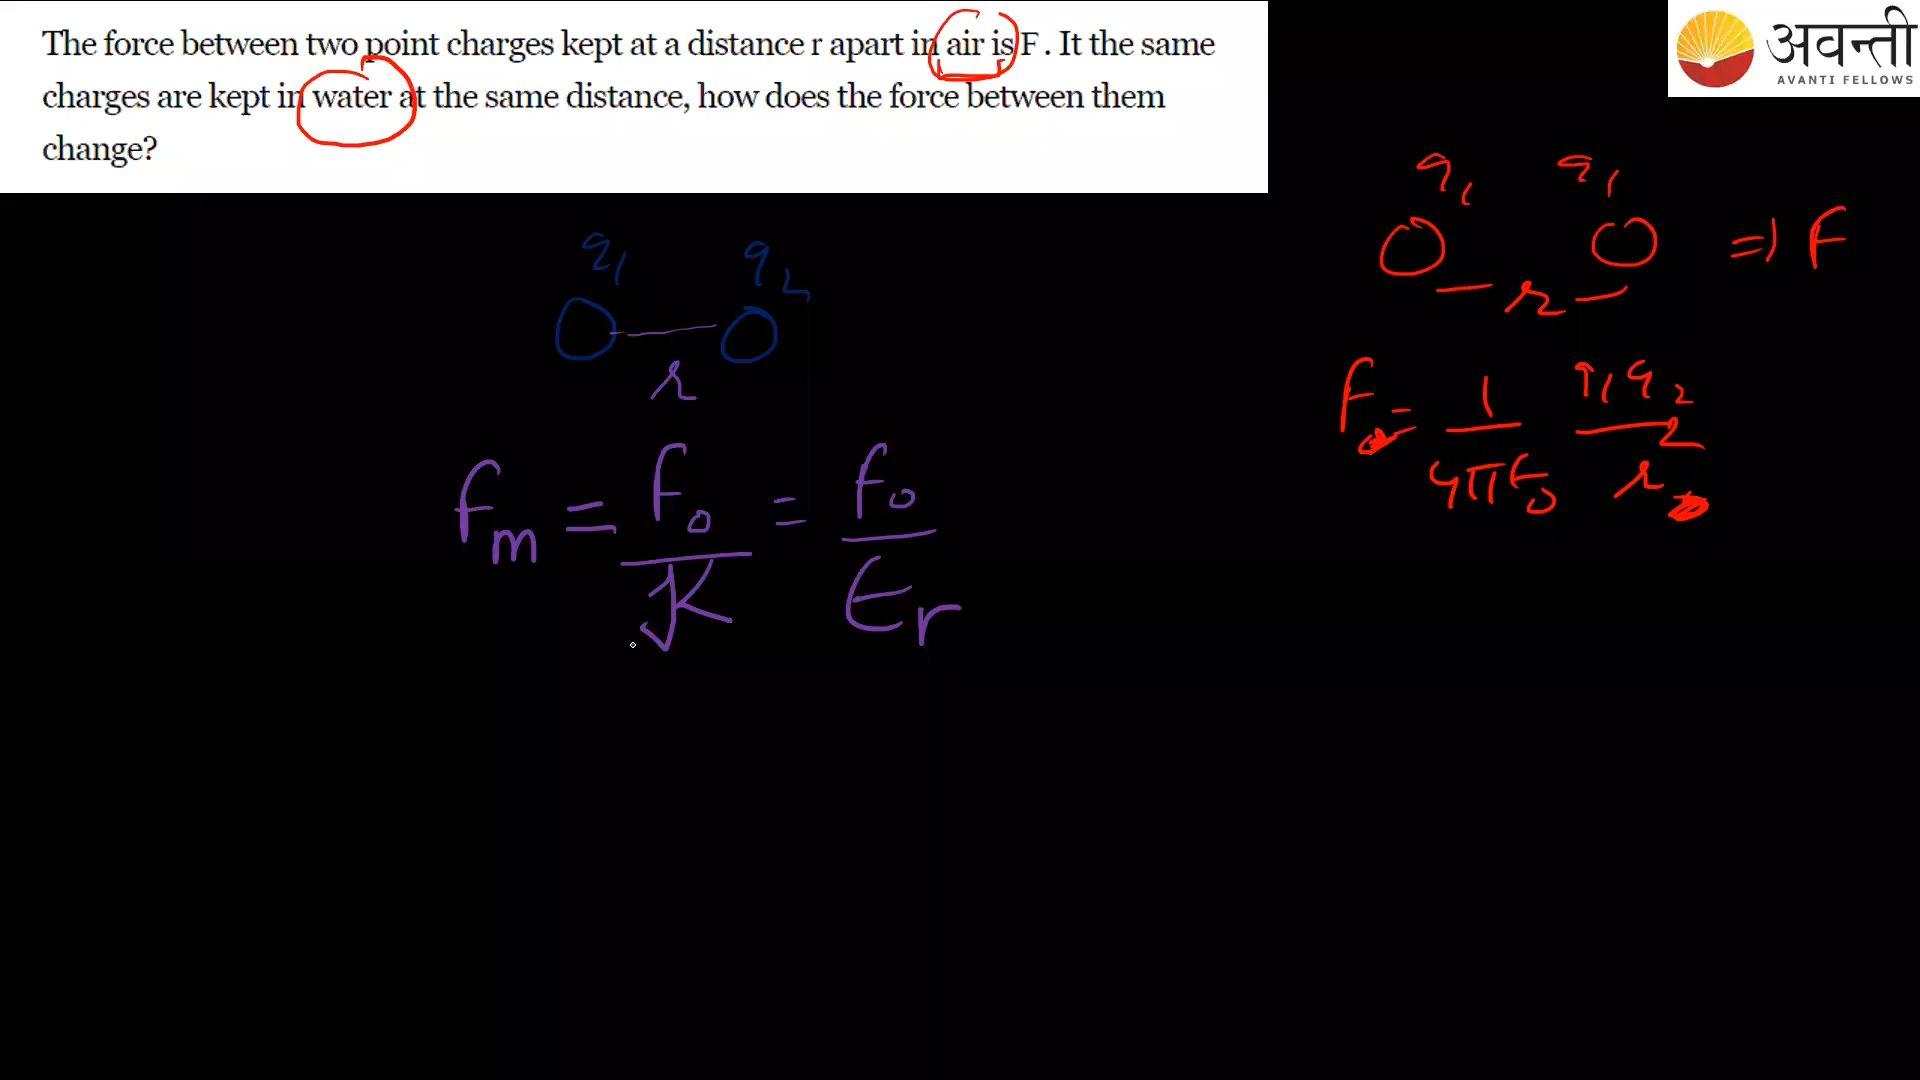 The force between two point charges kept at a distance r apart in air is F . It the same
charges are kept in water at the same distance, how does the force between them
change?
अवन्ती
AVANTI FELLOWS
q1 q1
r ⇒ F
q1 q2
r
F0 = 1/4πϵ0 q1q2/r²
fm = F0/K = f0/ϵr